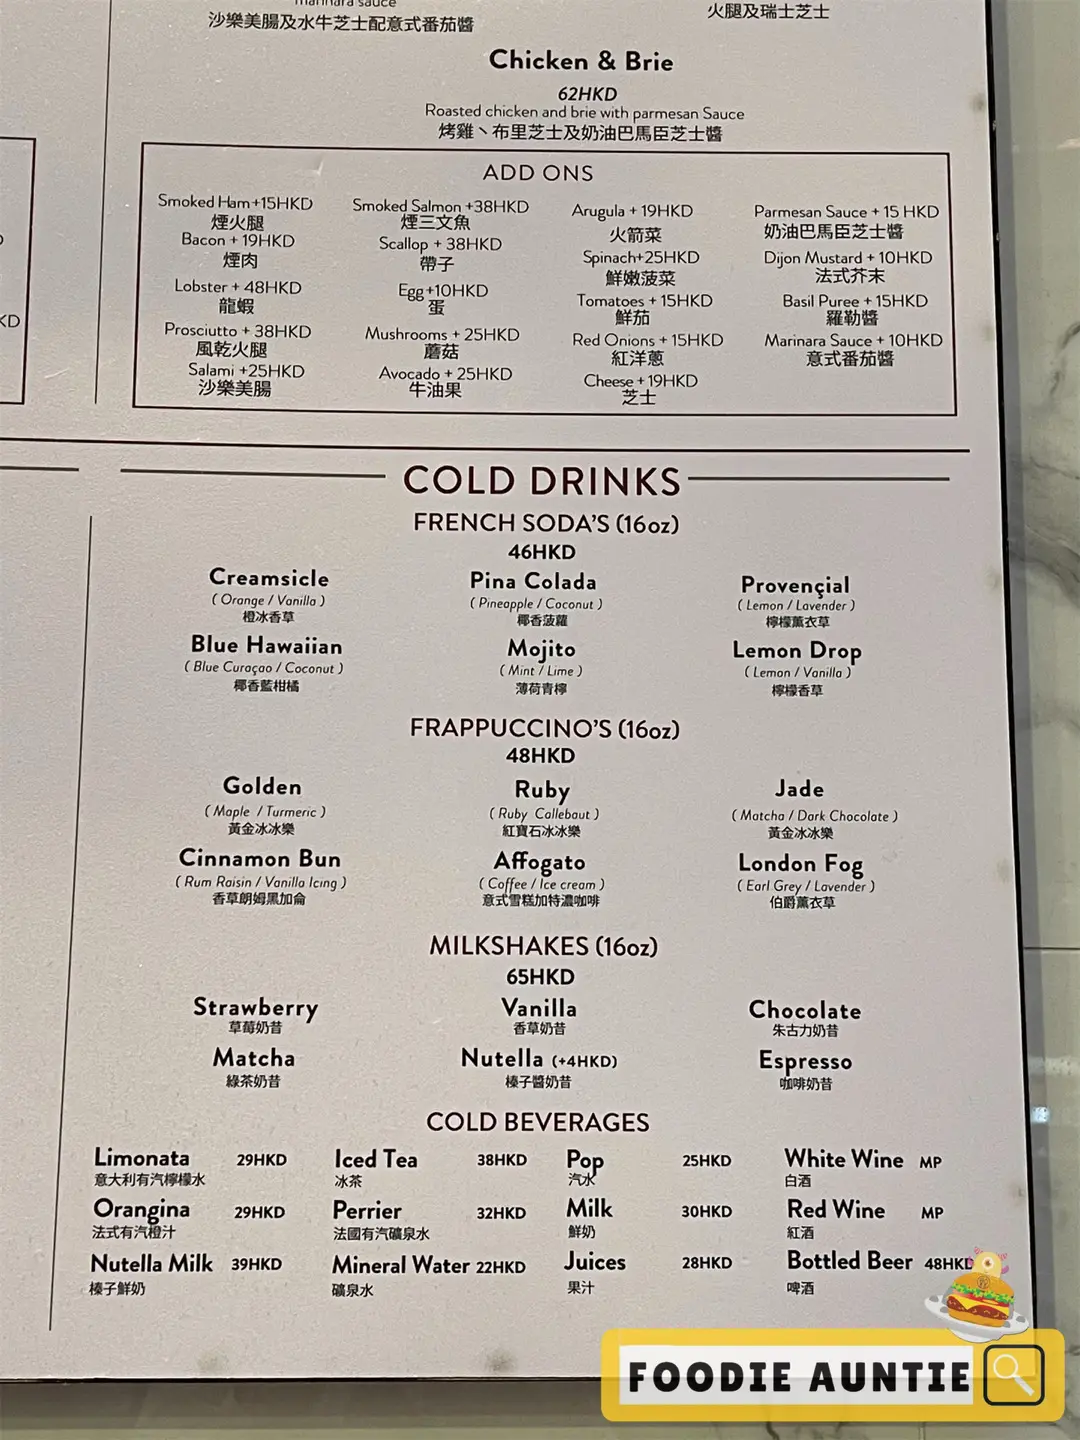 marinara sauce
沙樂美腸及水牛芝士配意式番茄醬
火腿及瑞士芝士
Chicken & Brie
62HKD
Roasted chicken and brie with parmesan Sauce
烤雞、布里芝士及奶油巴馬臣芝士醬
ADD ONS
Smoked Ham+15HKD
煙火腿
Bacon + 19HKD
煙肉
Lobster + 48HKD
龍蝦
Prosciutto + 38HKD
風乾火腿
Salami +25HKD
沙樂美腸
Smoked Salmon +38HKD
煙三文魚
Scallop + 38HKD
帶子
Egg+10HKD
蛋
Mushrooms + 25HKD
蘑菇
Avocado + 25HKD
牛油果
Arugula + 19HKD
火箭菜
Spinach+25HKD
鮮嫩菠菜
Tomatoes + 15HKD
鮮茄
Red Onions + 15HKD
紅洋蔥
Cheese + 19HKD
芝士
Parmesan Sauce + 15 HKD
奶油巴馬臣芝士醬
Dijon Mustard + 10HKD
法式芥末
Basil Puree + 15HKD
羅勒醬
Marinara Sauce + 10HKD
意式番茄醬
KD
COLD DRINKS
FRENCH SODA'S (16oz)
46HKD
Creamsicle
( Orange / Vanilla )
橙冰香草
Pina Colada
( Pineapple / Coconut )
椰香菠蘿
Provençial
( Lemon / Lavender )
檸檬薰衣草
Blue Hawaiian
( Blue Curaçao / Coconut )
椰香藍柑橘
Mojito
( Mint / Lime )
薄荷青檸
Lemon Drop
( Lemon / Vanilla )
檸檬香草
FRAPPUCCINO'S (16oz)
48HKD
Golden
( Maple / Turmeric )
黃金冰冰樂
Ruby
( Ruby Callebaut )
紅寶石冰冰樂
Jade
( Matcha / Dark Chocolate )
黃金冰冰樂
Cinnamon Bun
( Rum Raisin / Vanilla Icing )
香草朗姆黑加侖
Affogato
( Coffee / Ice cream )
意式雪糕加特濃咖啡
London Fog
( Earl Grey / Lavender )
伯爵薰衣草
MILKSHAKES (16oz)
65HKD
Strawberry
草莓奶昔
Vanilla
香草奶昔
Chocolate
朱古力奶昔
Matcha
綠茶奶昔
Nutella (+4HKD)
榛子醬奶昔
Espresso
咖啡奶昔
COLD BEVERAGES
Limonata 29HKD
意大利有汽檸檬水
Orangina 29HKD
法式有汽橙汁
Nutella Milk 39HKD
榛子鮮奶
Iced Tea 38HKD
冰茶
Perrier 32HKD
法國有汽礦泉水
Mineral Water 22HKD
礦泉水
Pop 25HKD
汽水
Milk 30HKD
鮮奶
Juices 28HKD
果汁
White Wine MP
白酒
Red Wine MP
紅酒
Bottled Beer 48HKD
啤酒
FOODIE AUNTIE